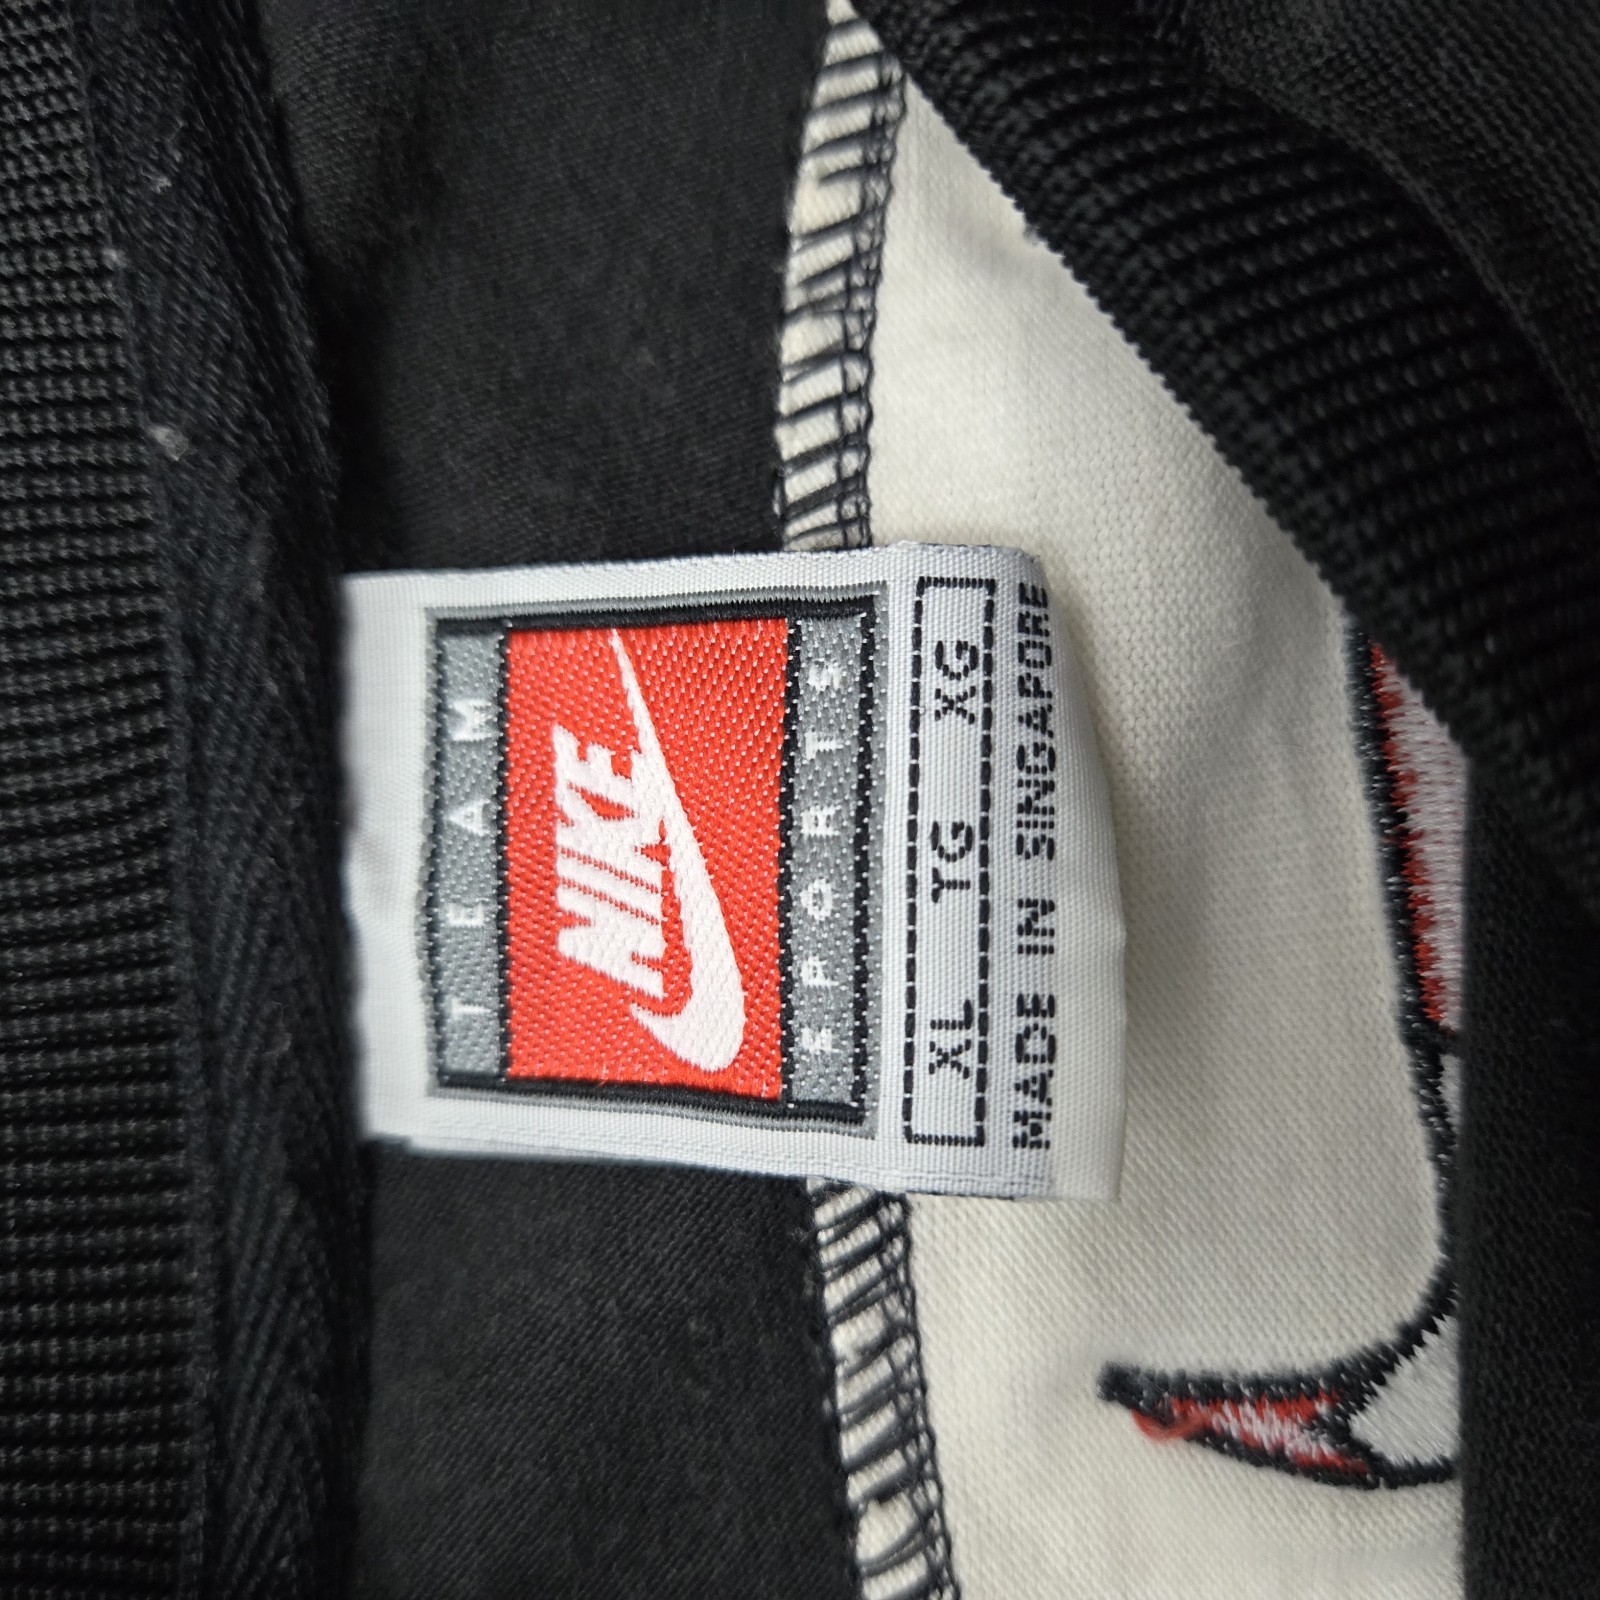 TEAM
NIKE
SPORTS
XL TG XG
MADE IN SINGAPORE